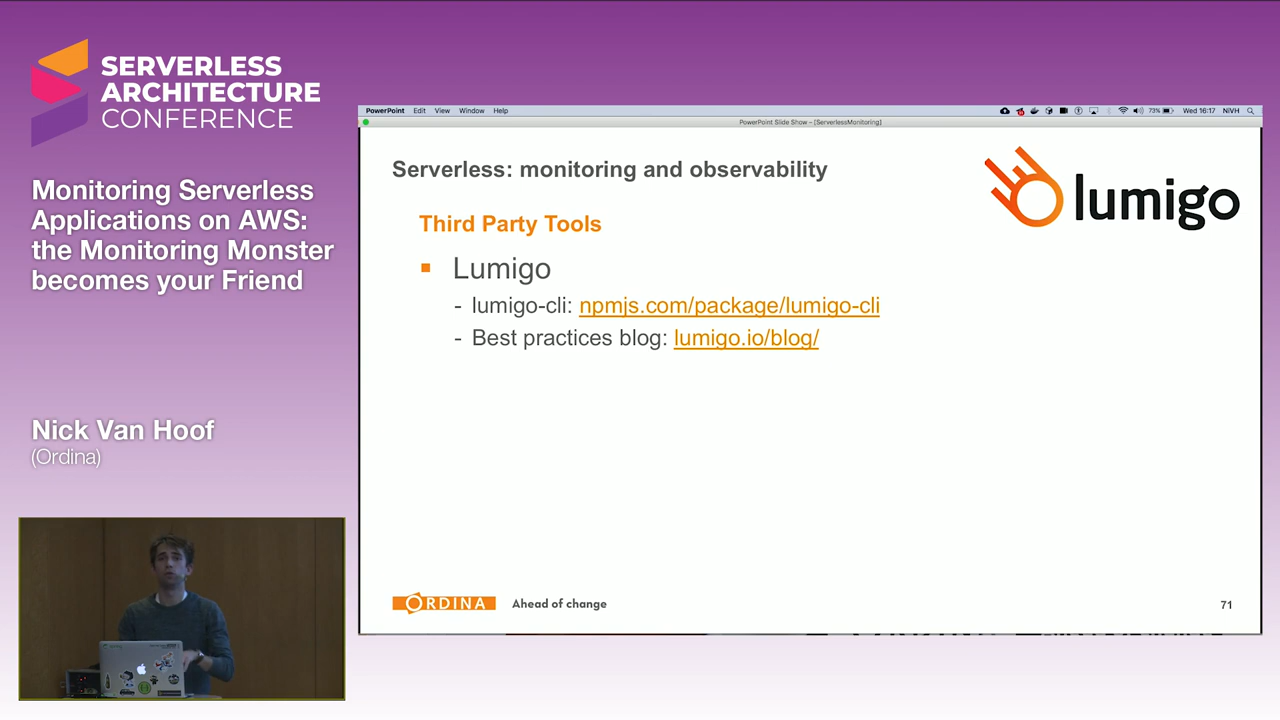 SERVERLESS
ARCHITECTURE
CONFERENCE
Monitoring Serverless
Applications on AWS:
the Monitoring Monster
becomes your Friend
Nick Van Hoof
(Ordina)
PowerPoint Edit View Window Help
73% Wed 16:17 NiVH
PowerPoint Slide Show - [ServerlessMonitoring]
Serverless: monitoring and observability
lumigo
Third Party Tools
Lumigo
- lumigo-cli: npmjs.com/package/lumigo-cli
- Best practices blog: lumigo.io/blog/
ORDINA Ahead of change
71